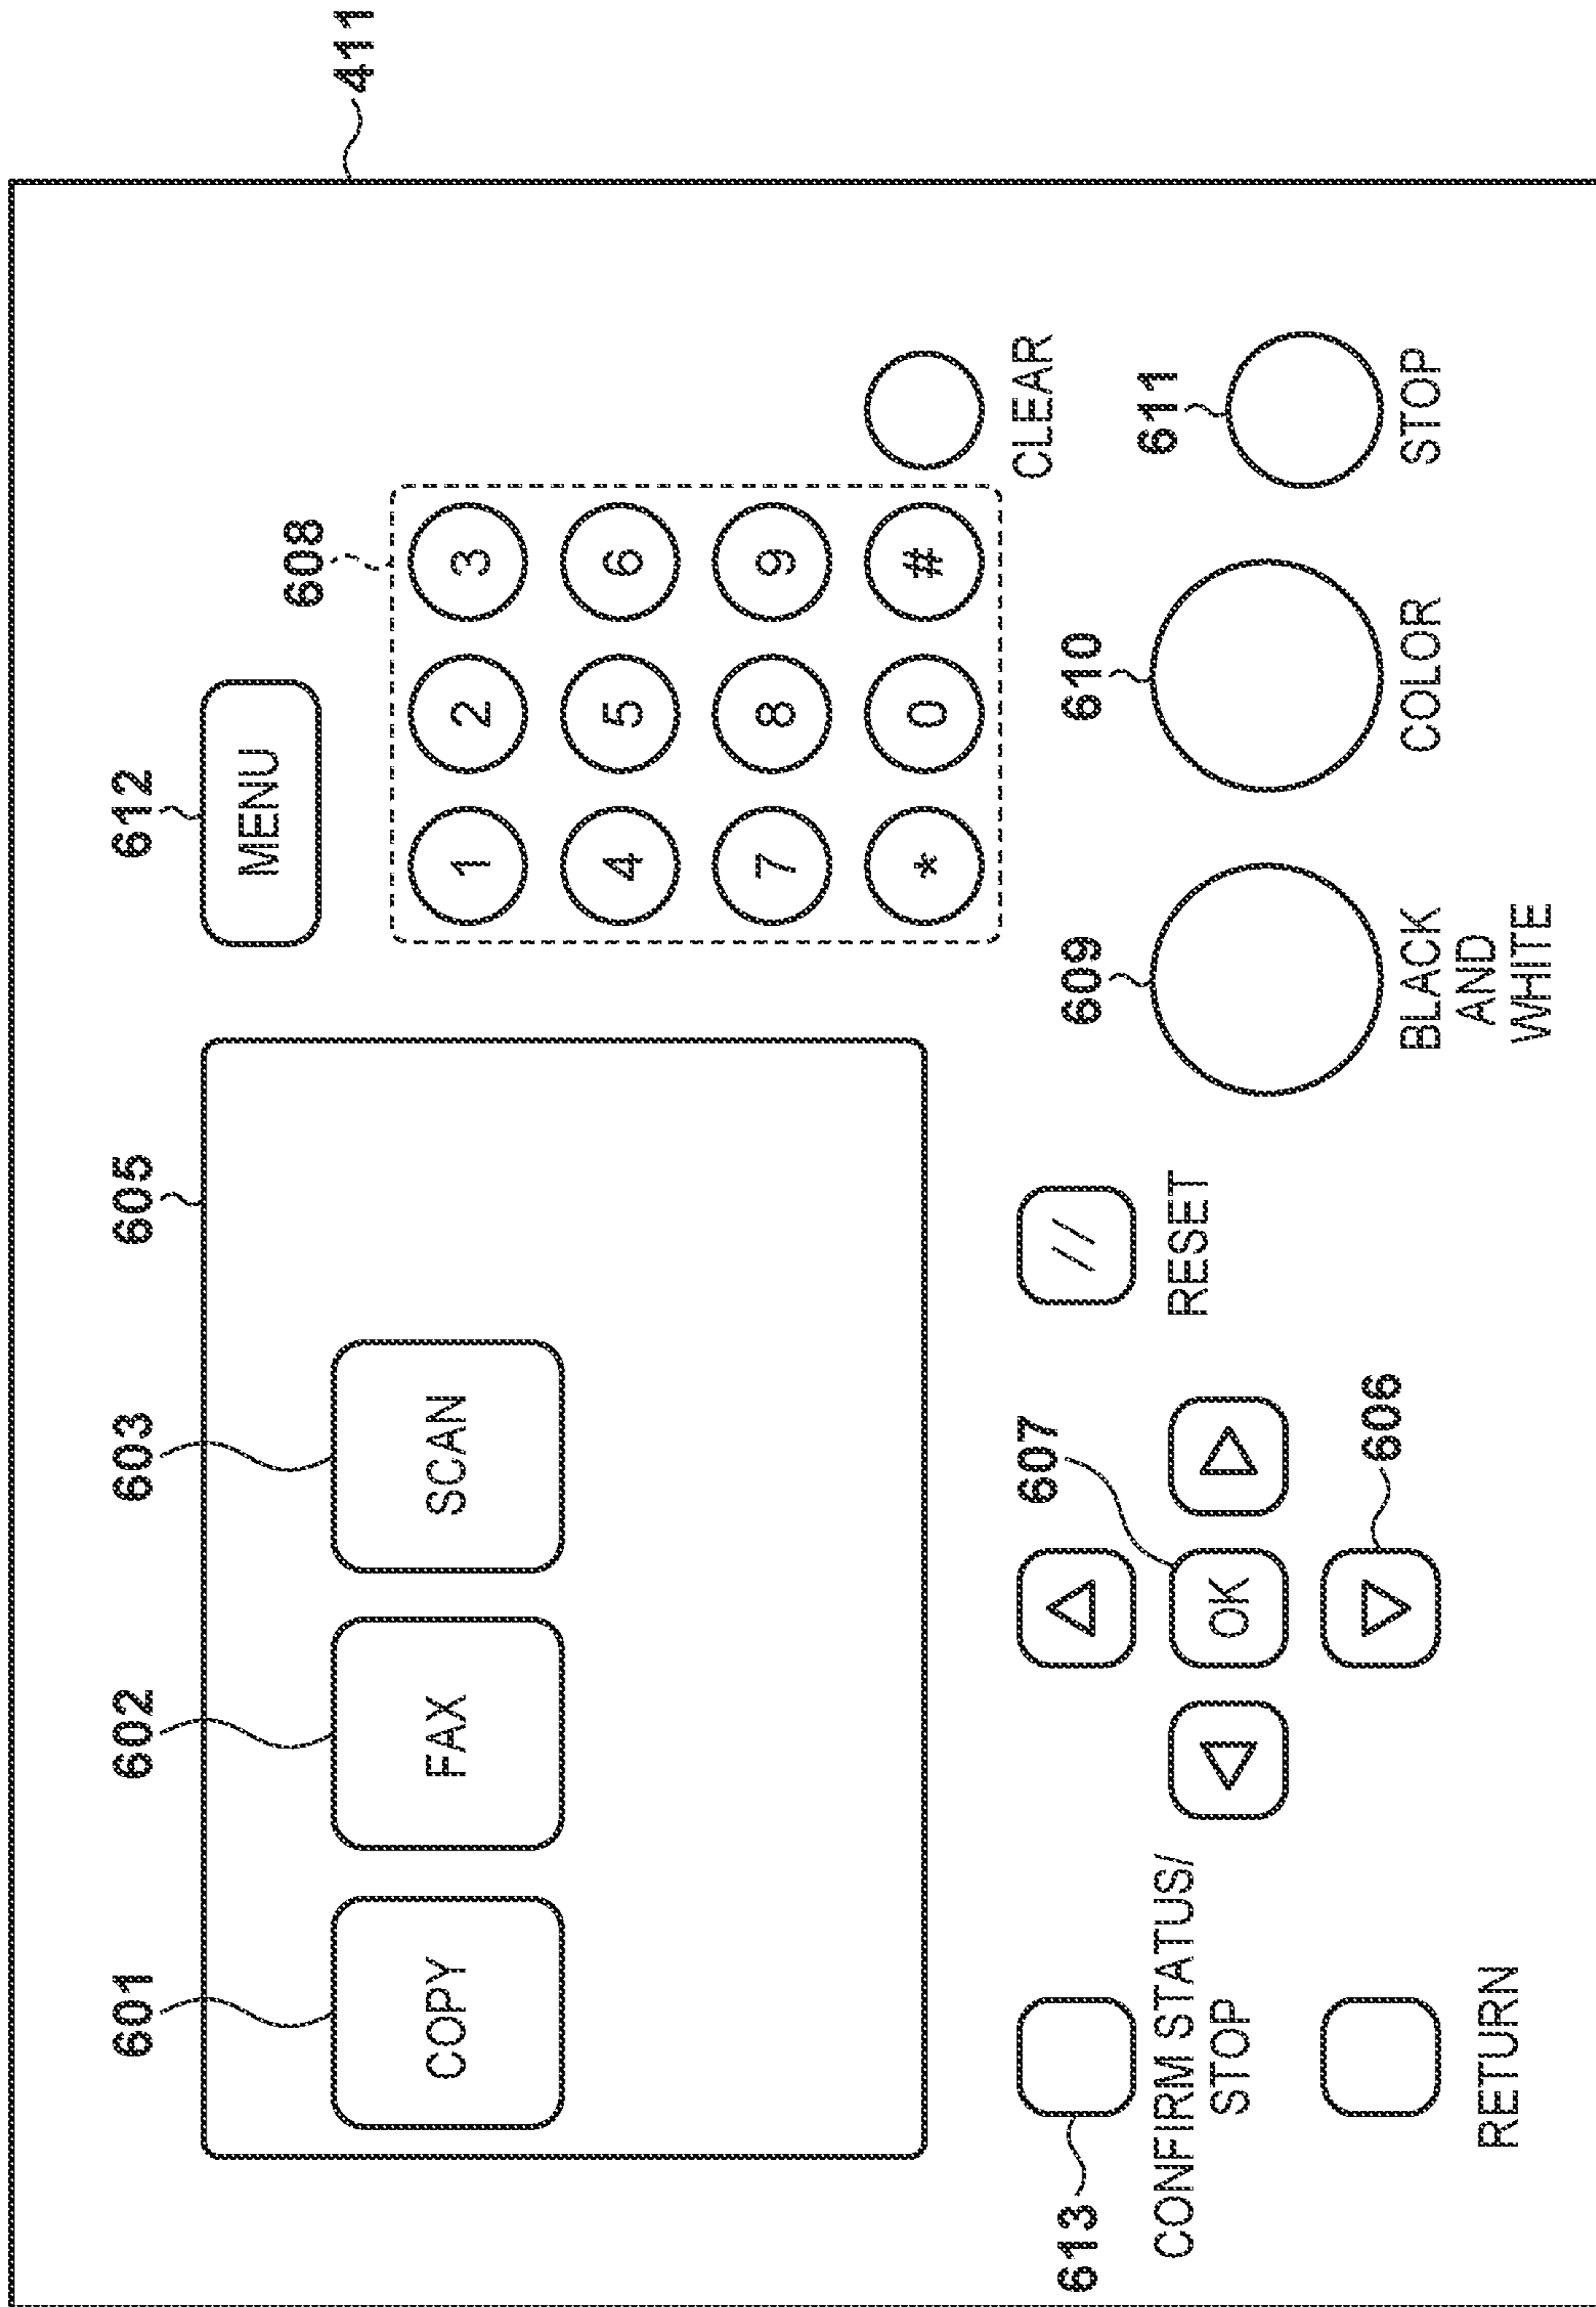 411
601
602
603
605
612
COPY
FAX
SCAN
MENU
608
1 2 3
4 5 6
7 8 9
* 0 #
CLEAR
613
CONFIRM STATUS/
STOP
RETURN
607
OK
606
//
RESET
609
BLACK
AND
WHITE
610
COLOR
611
STOP